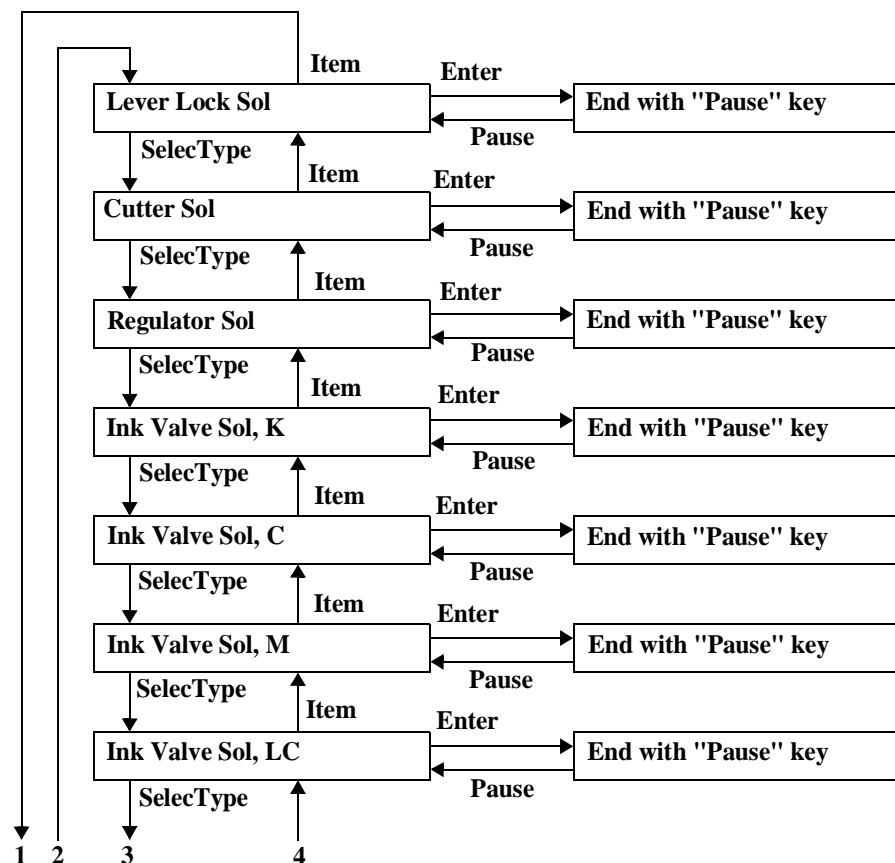 Item
Enter
Lever Lock Sol
End with "Pause" key
Pause
SelecType
Item
Enter
Cutter Sol
End with "Pause" key
Pause
SelecType
Item
Enter
Regulator Sol
End with "Pause" key
Pause
SelecType
Item
Enter
Ink Valve Sol, K
End with "Pause" key
Pause
SelecType
Item
Enter
Ink Valve Sol, C
End with "Pause" key
Pause
SelecType
Item
Enter
Ink Valve Sol, M
End with "Pause" key
Pause
SelecType
Item
Enter
Ink Valve Sol, LC
End with "Pause" key
Pause
SelecType
1 2 3 4